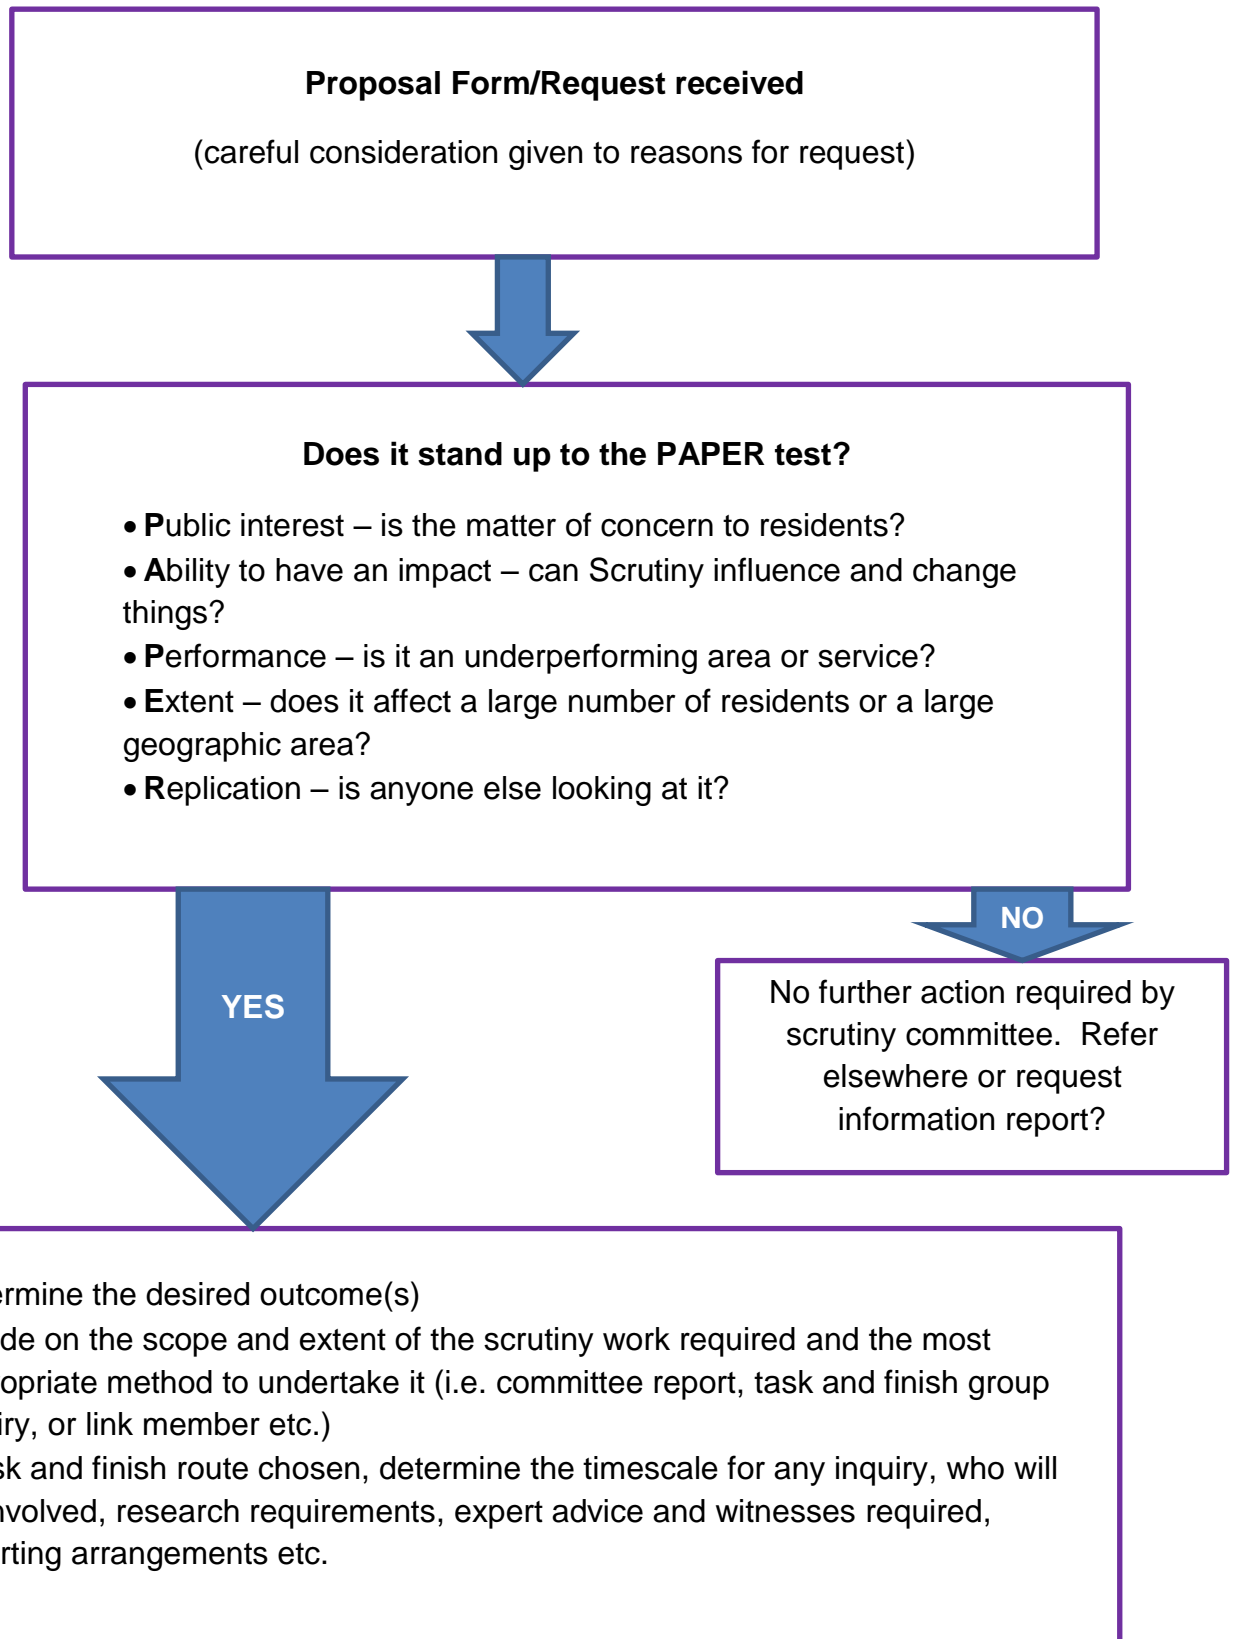 Proposal Form/Request received
(careful consideration given to reasons for request)
Does it stand up to the PAPER test?
• Public interest – is the matter of concern to residents?
• Ability to have an impact – can Scrutiny influence and change
things?
• Performance – is it an underperforming area or service?
• Extent – does it affect a large number of residents or a large
geographic area?
• Replication – is anyone else looking at it?
NO
YES
No further action required by
scrutiny committee.  Refer
elsewhere or request
information report?
ermine the desired outcome(s)
de on the scope and extent of the scrutiny work required and the most
opriate method to undertake it (i.e. committee report, task and finish group
iry, or link member etc.)
sk and finish route chosen, determine the timescale for any inquiry, who will
nvolved, research requirements, expert advice and witnesses required,
rting arrangements etc.